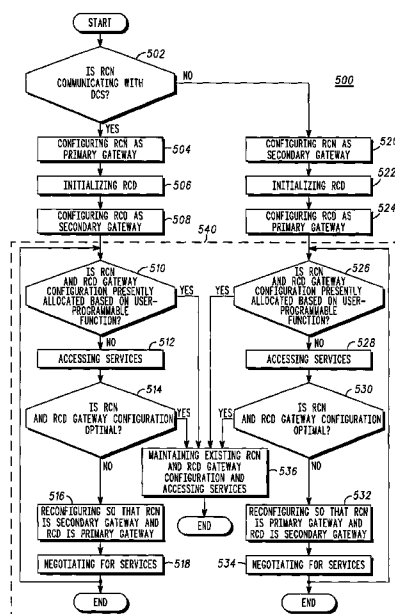 START
502
IS RCN
COMMUNICATING WITH
DCS?
NO
500
YES
CONFIGURING RCN AS
PRIMARY GATEWAY
504
INITIALIZING RCD
506
CONFIGURING RCD AS
SECONDARY GATEWAY
508
CONFIGURING RCN AS
SECONDARY GATEWAY
520
INITIALIZING RCD
522
CONFIGURING RCD AS
PRIMARY GATEWAY
524
540
IS RCN
AND RCD GATEWAY
CONFIGURATION PRESENTLY
ALLOCATED BASED ON USER-
PROGRAMMABLE
FUNCTION?
510
YES
NO
ACCESSING SERVICES
512
IS RCN
AND RCD GATEWAY CONFIGURATION
OPTIMAL?
514
YES
NO
IS RCN
AND RCD GATEWAY
CONFIGURATION PRESENTLY
ALLOCATED BASED ON USER-
PROGRAMMABLE
FUNCTION?
526
YES
NO
ACCESSING SERVICES
528
IS RCN
AND RCD GATEWAY CONFIGURATION
OPTIMAL?
530
YES
NO
MAINTAINING EXISTING RCN
AND RCD GATEWAY
CONFIGURATION AND
ACCESSING SERVICES
536
END
516
RECONFIGURING SO THAT RCN
IS SECONDARY GATEWAY AND
RCD IS PRIMARY GATEWAY
NEGOTIATING FOR SERVICES
518
END
532
RECONFIGURING SO THAT RCN
IS PRIMARY GATEWAY AND
RCD IS SECONDARY GATEWAY
534
NEGOTIATING FOR SERVICES
END